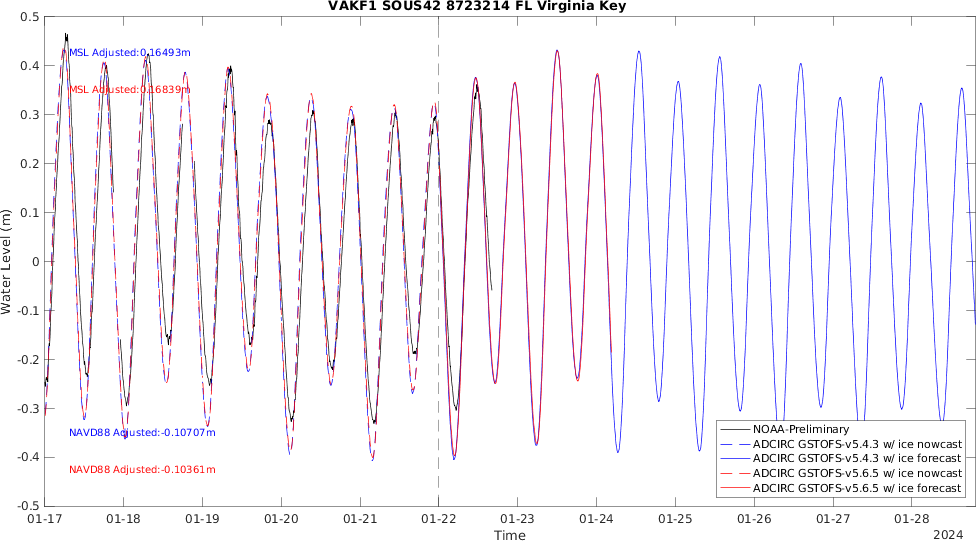 VAKF1 SOUS42 8723214 FL Virginia Key
Water Level (m)
0.5
0.4
0.3
0.2
0.1
0
-0.1
-0.2
-0.3
-0.4
-0.5
MSL Adjusted:0.16493m
MSL Adjusted:0.16839m
NAVD88 Adjusted:-0.10707m
NAVD88 Adjusted:-0.10361m
NOAA-Preliminary
ADCIRC GSTOFS-v5.4.3 w/ ice nowcast
ADCIRC GSTOFS-v5.4.3 w/ ice forecast
ADCIRC GSTOFS-v5.6.5 w/ ice nowcast
ADCIRC GSTOFS-v5.6.5 w/ ice forecast
01-17 01-18 01-19 01-20 01-21 01-22 01-23 01-24 01-25 01-26 01-27 01-28
Time
2024